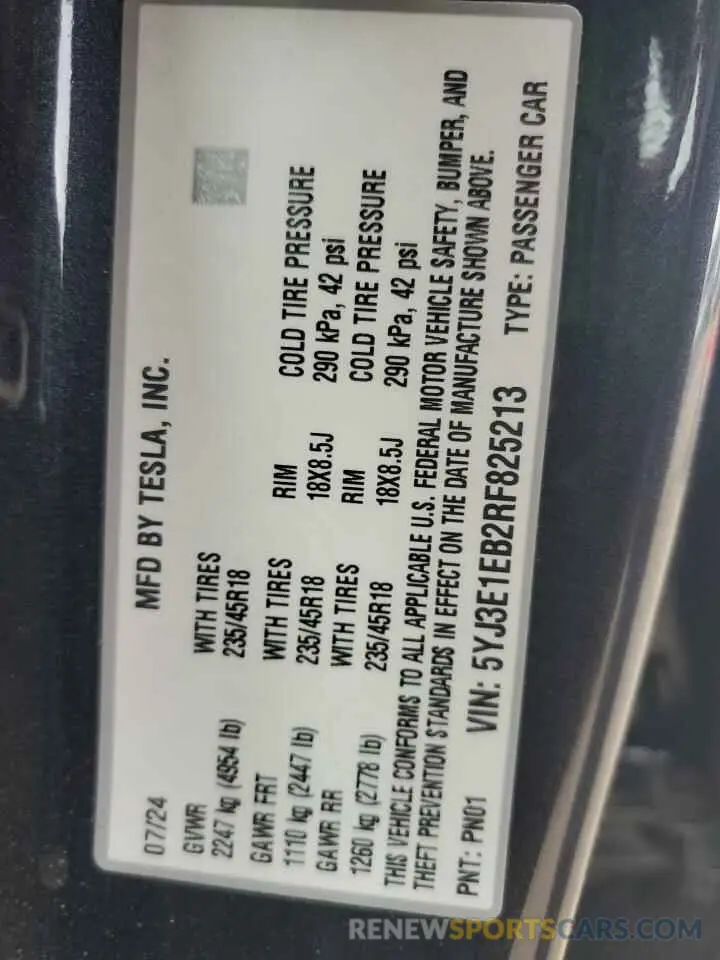 07/24 MFD BY TESLA, INC.
GVWR WITH TIRES
2247 kg (4954 lb) 235/45R18
GAWR FRT WITH TIRES RIM COLD TIRE PRESSURE
1110 kg (2447 lb) 235/45R18 18X8.5J 290 kPa, 42 psi
GAWR RR WITH TIRES RIM COLD TIRE PRESSURE
1260 kg (2778 lb) 235/45R18 18X8.5J 290 kPa, 42 psi
THIS VEHICLE CONFORMS TO ALL APPLICABLE U.S. FEDERAL MOTOR VEHICLE SAFETY, BUMPER, AND
THEFT PREVENTION STANDARDS IN EFFECT ON THE DATE OF MANUFACTURE SHOWN ABOVE.
PNT: PN01 VIN: 5YJ3E1EB2RF825213 TYPE: PASSENGER CAR
RENEWSPORTSCARS.COM